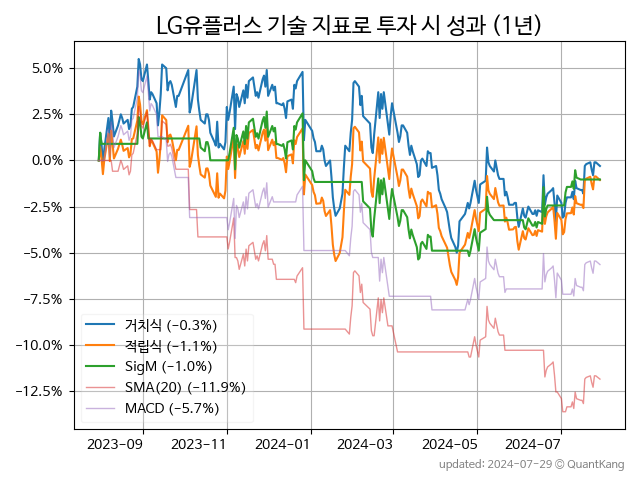 LG유플러스 기술 지표로 투자 시 성과 (1년)
5.0%
2.5%
0.0%
−2.5%
−5.0%
−7.5%
−10.0%
−12.5%
거치식 (−0.3%)
적립식 (−1.1%)
SigM (−1.0%)
SMA(20) (−11.9%)
MACD (−5.7%)
2023-09 2023-11 2024-01 2024-03 2024-05 2024-07
updated: 2024-07-29 ⓒ QuantKang